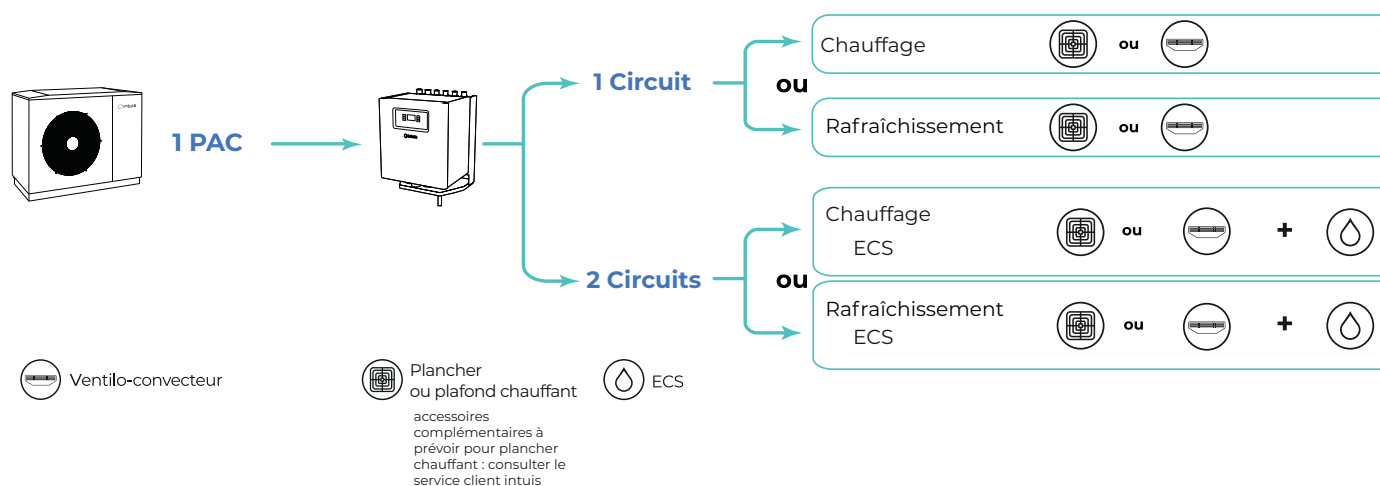 Chauffage
ou
ou
Rafraîchissement
ou
1 Circuit
intuis
1 PAC
Chauffage
ECS
ou
+
ou
Rafraîchissement
ECS
ou
+
2 Circuits
Ventilo-convecteur
Plancher
ou plafond chauffant
accessoires
complémentaires à
prévoir pour plancher
chauffant : consulter le
service client intuis
ECS